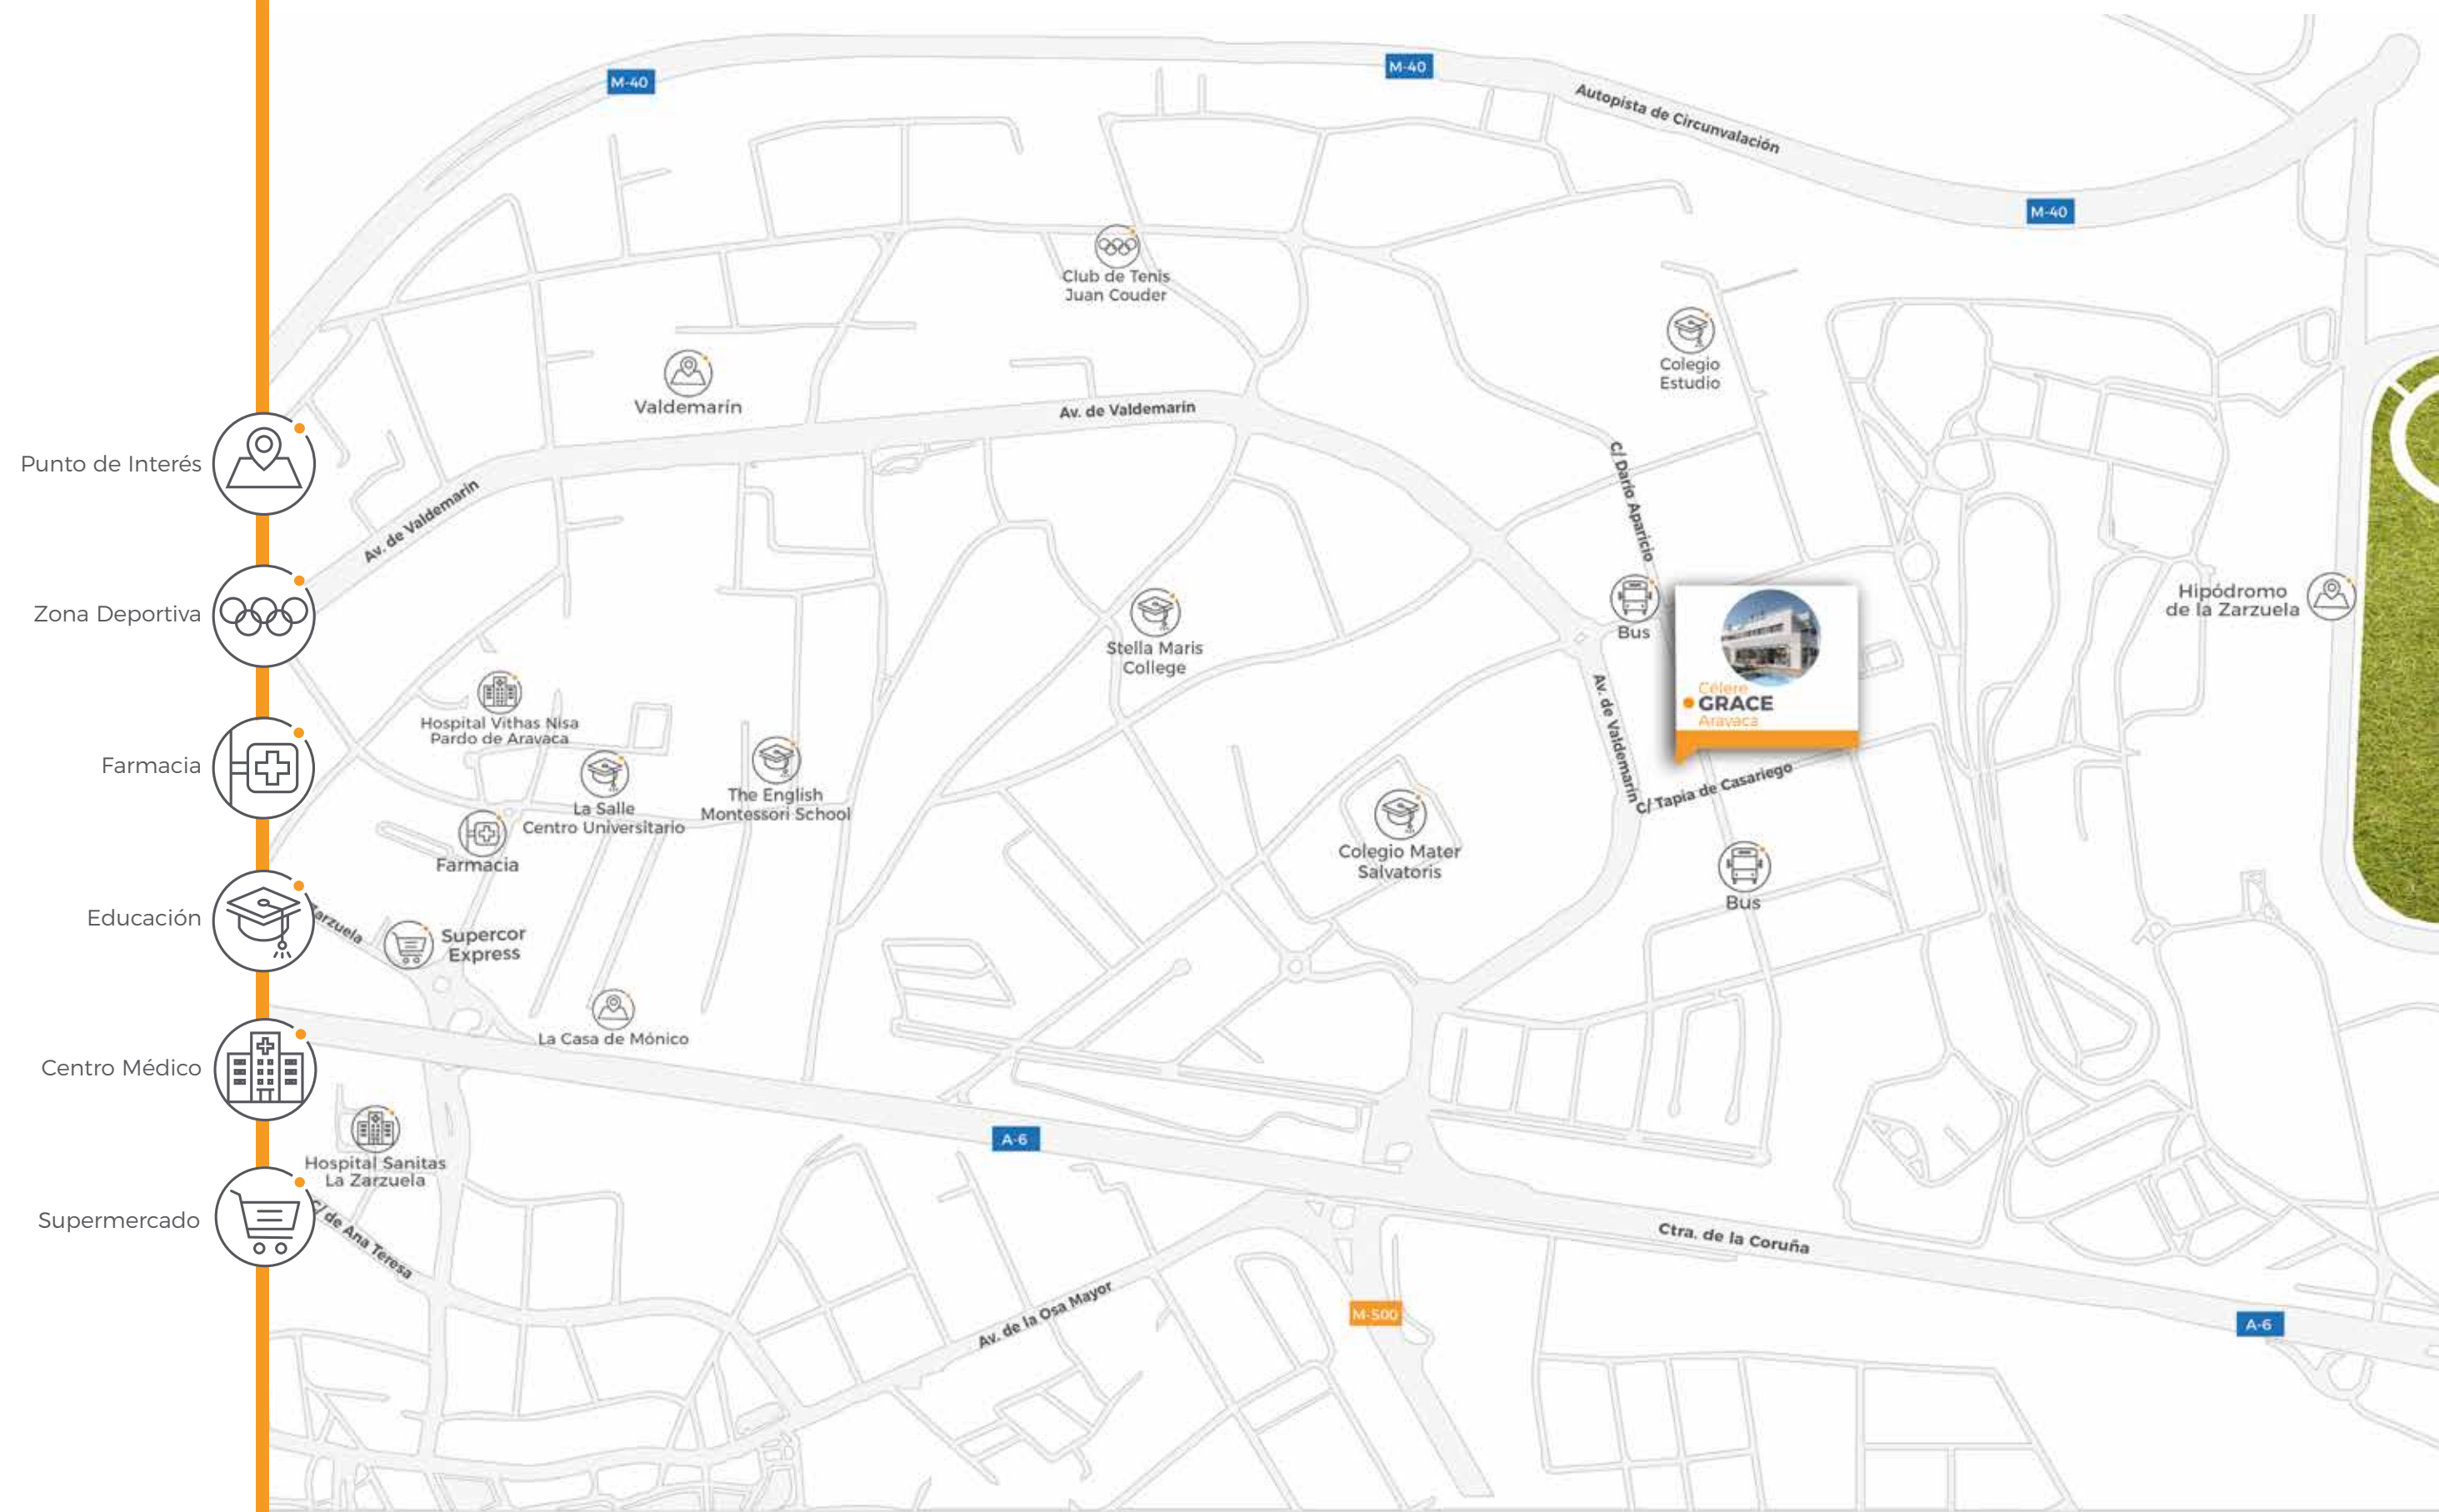 M-40
M-40
Autopista de Circunvalación
M-40
Club de Tenis
Juan Couder
Colegio
Estudio
Valdemarín
Av. de Valdemarín
Punto de Interés
Av. de Valdemarín
C/ Darío Aparicio
Zona Deportiva
Stella Maris
College
Bus
Célere
GRACE
Aravaca
Hipódromo
de la Zarzuela
Hospital Vithas Nisa
Pardo de Aravaca
Av. de Valdemarín
Farmacia
La Salle
Centro Universitario
The English
Montessori School
C/ Tapia de Casariego
Farmacia
Colegio Mater
Salvatoris
Bus
Educación
Zarzuela
Supercor
Express
La Casa de Mónico
Centro Médico
A-6
Hospital Sanitas
La Zarzuela
Supermercado
C/ de Ana Teresa
Ctra. de la Coruña
Av. de la Osa Mayor
M-500
A-6